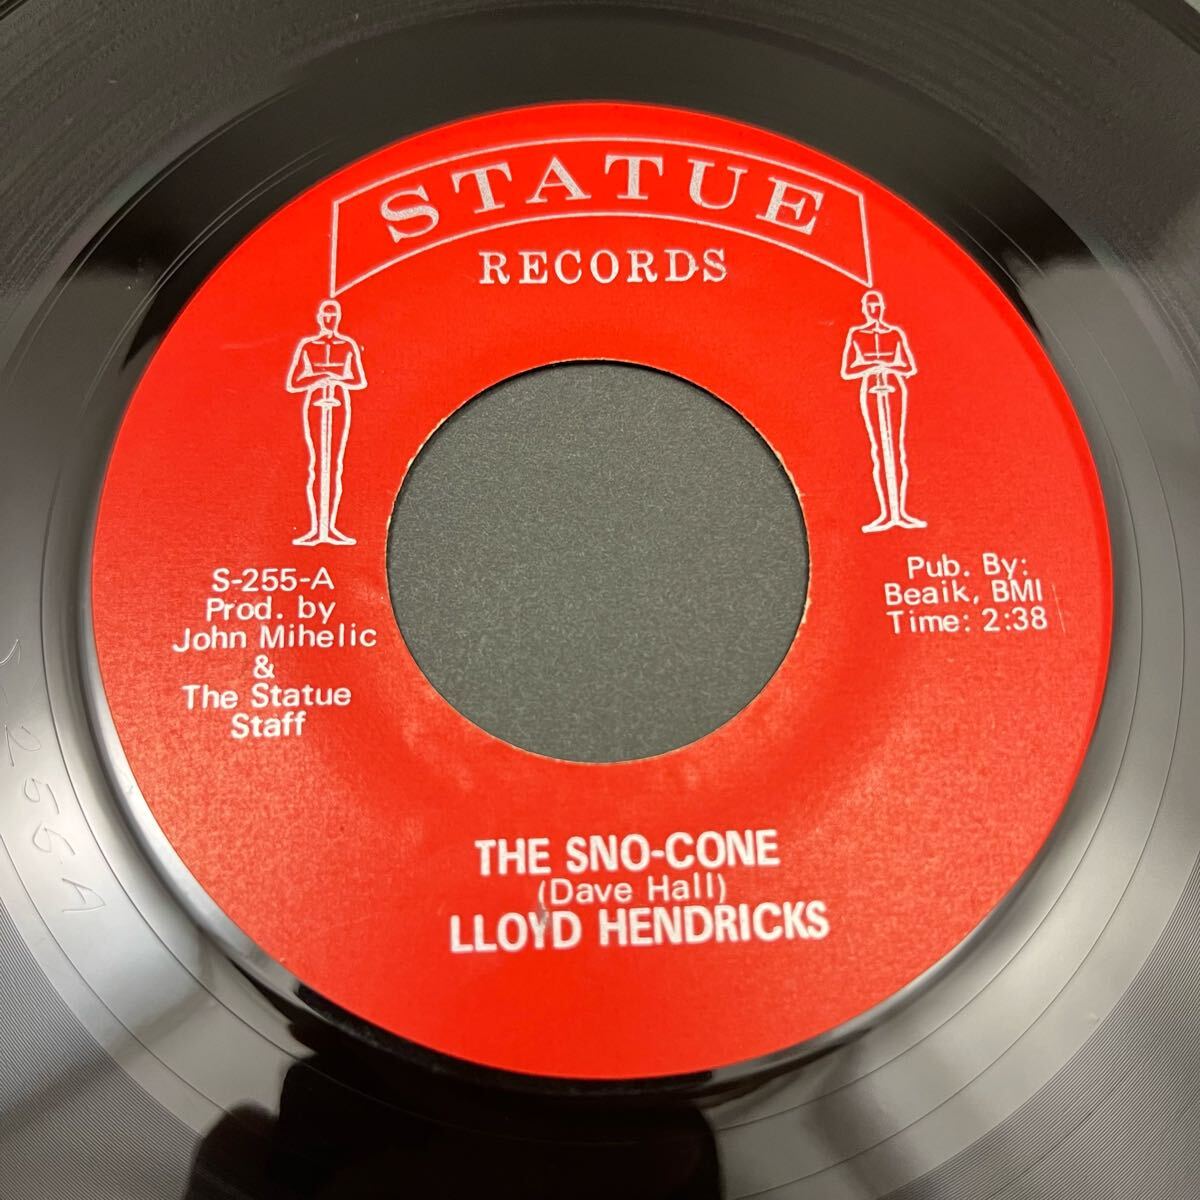 STATUE
RECORDS
S-255-A
Prod. by
John Mihelic
&
The Statue
Staff
Pub. By:
Beaik, BMI
Time: 2:38
THE SNO-CONE
(Dave Hall)
LLOYD HENDRICKS